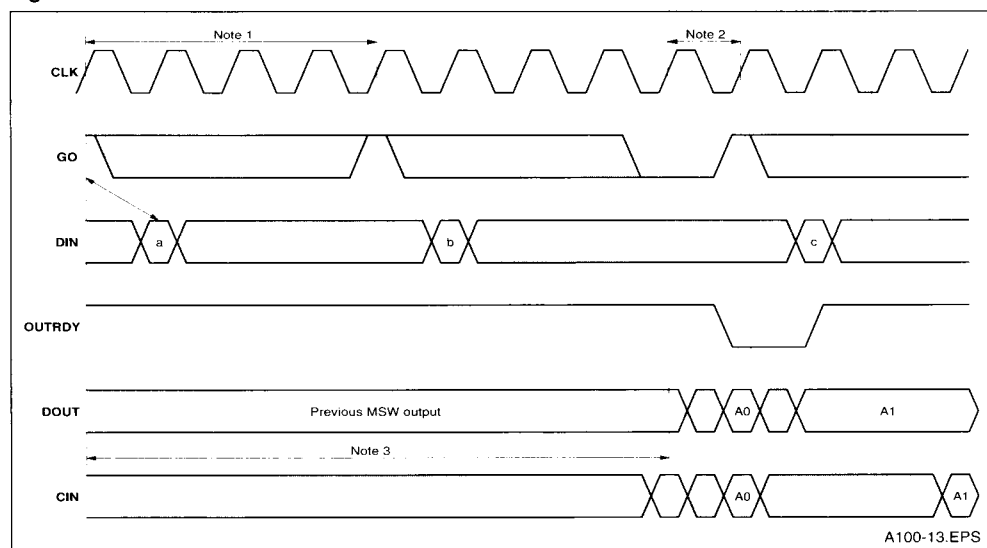 Note 1
Note 2
CLK
GO
DIN
a
b
c
OUTRDY
DOUT
Previous MSW output
A0
A1
Note 3
CIN
A0
A1
A100-13.EPS